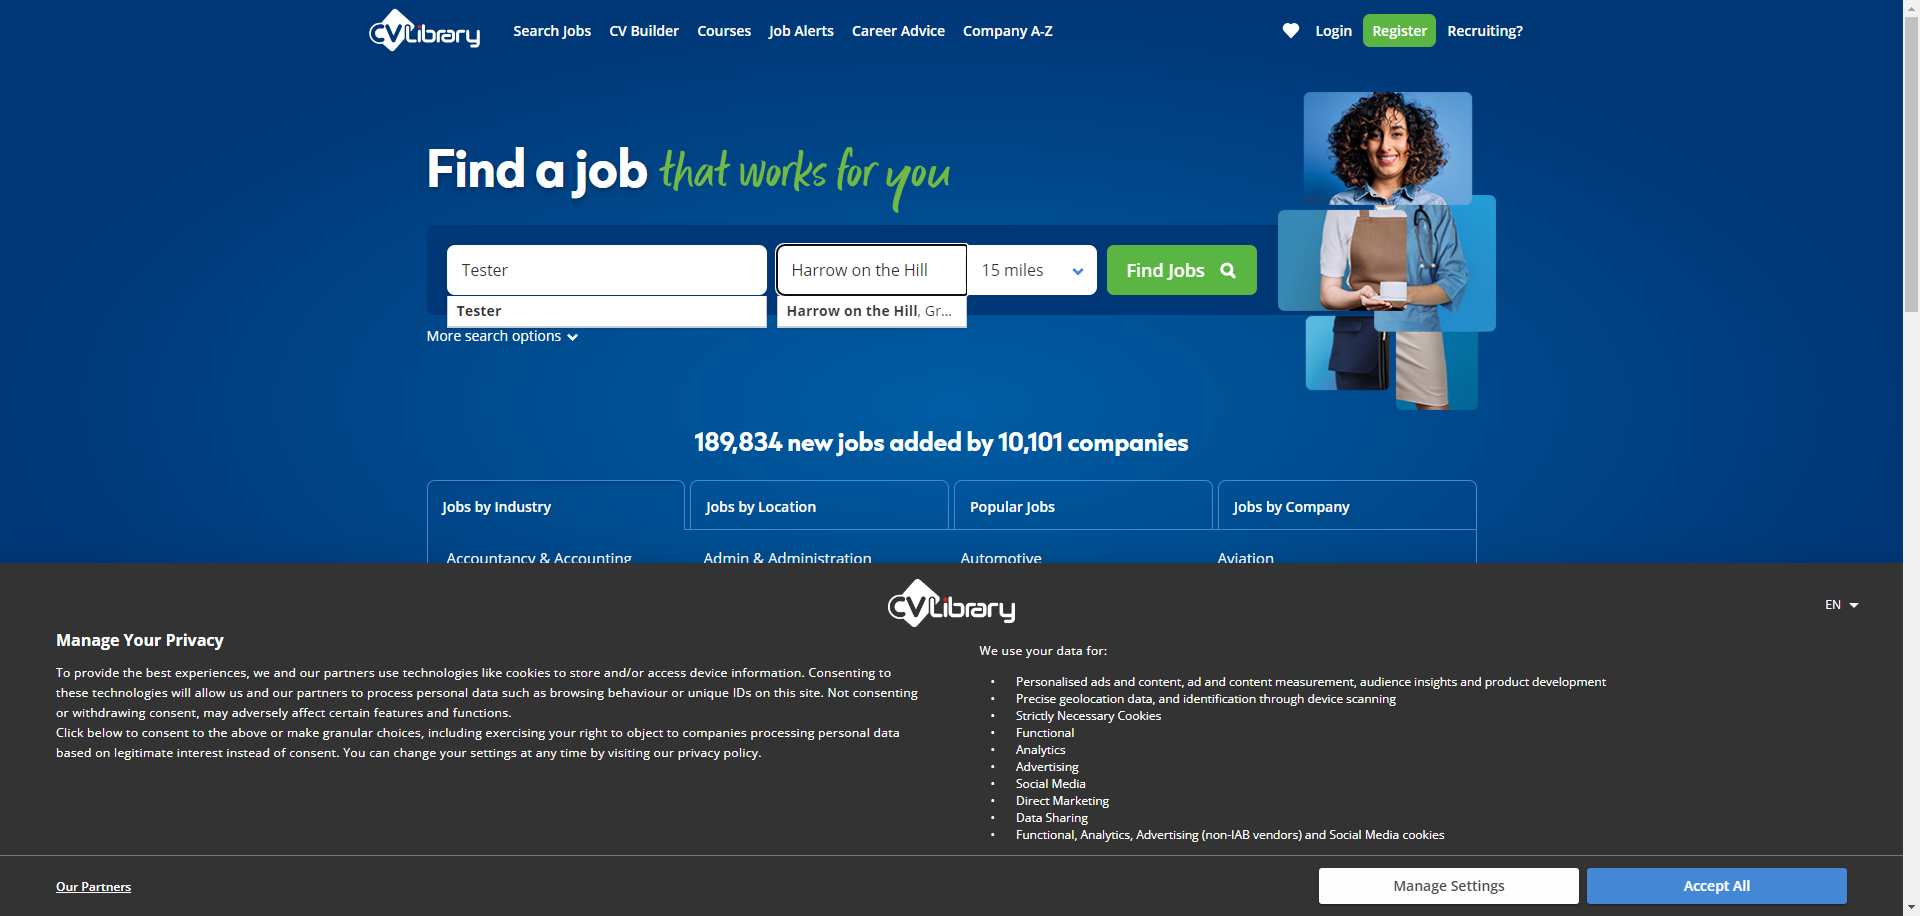 CVLibrary
Search Jobs
CV Builder
Courses
Job Alerts
Career Advice
Company A-Z
Login
Register
Recruiting?
Find a job that works for you
Tester
Harrow on the Hill
15 miles
Find Jobs
Tester
Harrow on the Hill, Gr...
More search options
189,834 new jobs added by 10,101 companies
Jobs by Industry
Jobs by Location
Popular Jobs
Jobs by Company
Accountancy & Accounting
Admin & Administration
Automotive
Aviation
CVLibrary
EN
Manage Your Privacy
To provide the best experiences, we and our partners use technologies like cookies to store and/or access device information. Consenting to
these technologies will allow us and our partners to process personal data such as browsing behaviour or unique IDs on this site. Not consenting
or withdrawing consent, may adversely affect certain features and functions.
Click below to consent to the above or make granular choices, including exercising your right to object to companies processing personal data
based on legitimate interest instead of consent. You can change your settings at any time by visiting our privacy policy.
We use your data for:
• Personalised ads and content, ad and content measurement, audience insights and product development
• Precise geolocation data, and identification through device scanning
• Strictly Necessary Cookies
• Functional
• Analytics
• Advertising
• Social Media
• Direct Marketing
• Data Sharing
• Functional, Analytics, Advertising (non-IAB vendors) and Social Media cookies
Our Partners
Manage Settings
Accept All